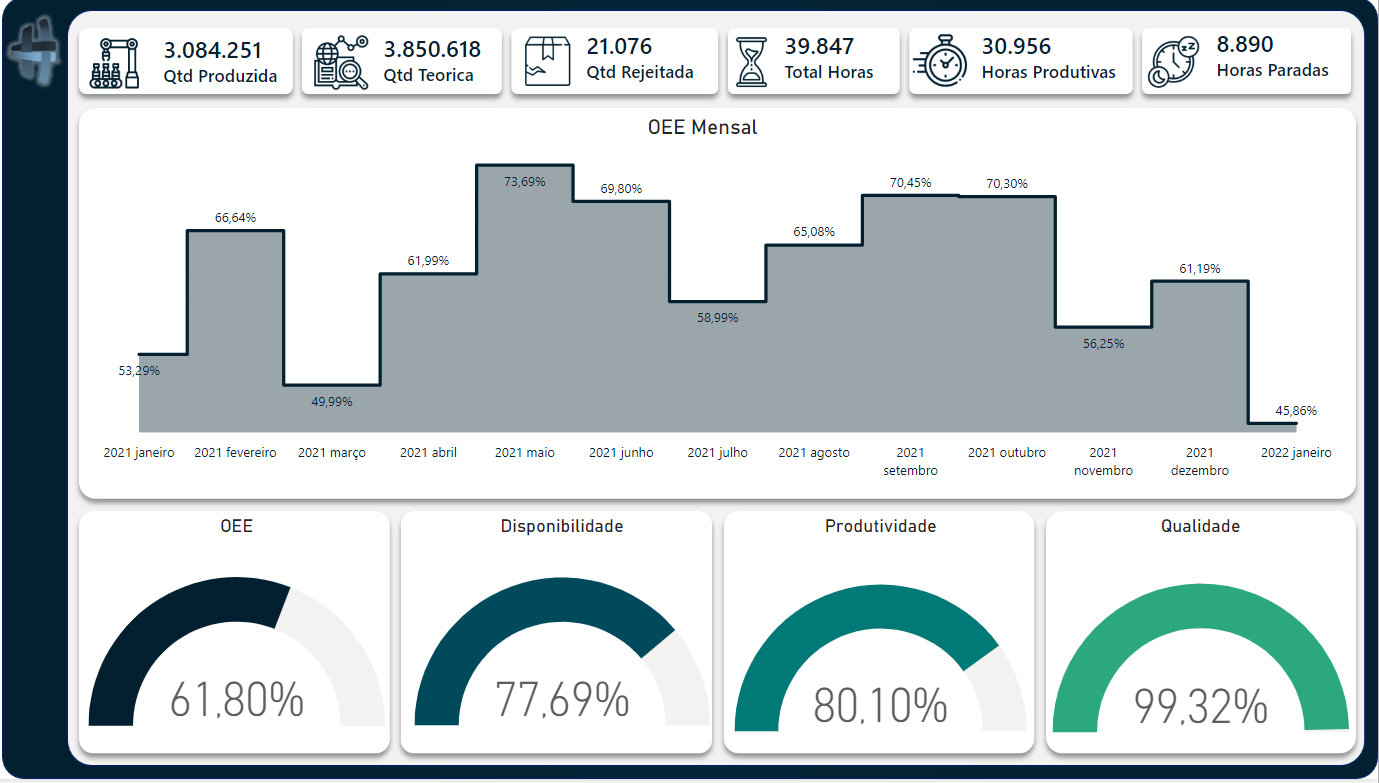 3.084.251
Qtd Produzida
3.850.618
Qtd Teorica
21.076
Qtd Rejeitada
39.847
Total Horas
30.956
Horas Produtivas
8.890
Horas Paradas
OEE Mensal
53,29%
66,64%
49,99%
61,99%
73,69%
69,80%
58,99%
65,08%
70,45%
70,30%
56,25%
61,19%
45,86%
2021 janeiro
2021 fevereiro
2021 março
2021 abril
2021 maio
2021 junho
2021 julho
2021 agosto
2021
setembro
2021 outubro
2021
novembro
2021
dezembro
2022 janeiro
OEE
61,80%
Disponibilidade
77,69%
Produtividade
80,10%
Qualidade
99,32%